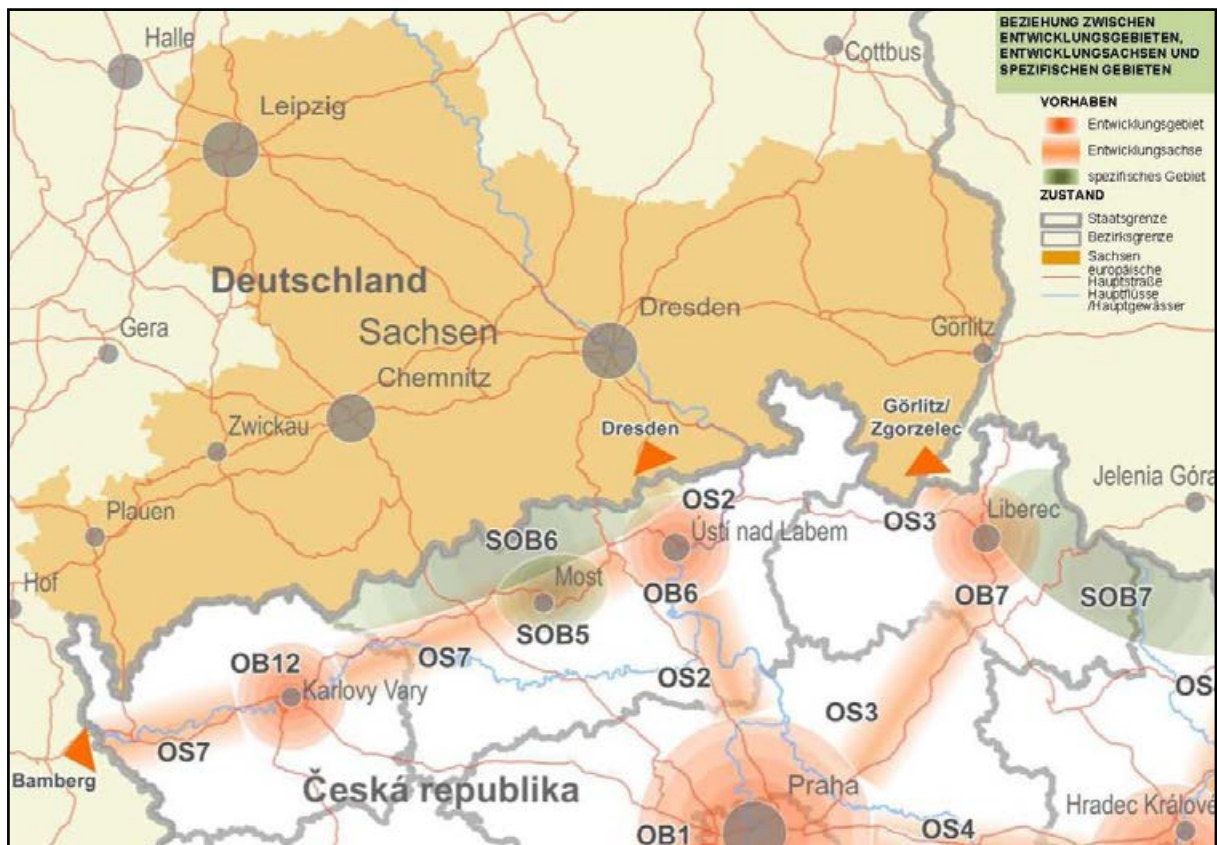 Halle
Cottbus
Leipzig
BEZIEHUNG ZWISCHEN
ENTWICKLUNGSGEBIETEN,
ENTWICKLUNGSACHSEN UND
SPEZIFISCHEN GEBIETEN
VORHABEN
Entwicklungsgebiet
Entwicklungsachse
spezifisches Gebiet
ZUSTAND
Staatsgrenze
Bezirksgrenze
Sachsen
europäische
Hauptstraße
Hauptflüsse
/Hauptgewässer
Deutschland
Gera
Sachsen
Dresden
Görlitz
Chemnitz
Zwickau
Dresden
Görlitz/
Zgorzelec
Plauen
Jelenia Góra
OS2
OS3
Liberec
SOB6
Ústí nad Labem
Hof
Most
OB6
OB7
SOB7
SOB5
OB12
OS7
OS2
Karlovy Vary
OS
OS7
OS3
Bamberg
Česká republika
Praha
Hradec Králové
OB1
OS4